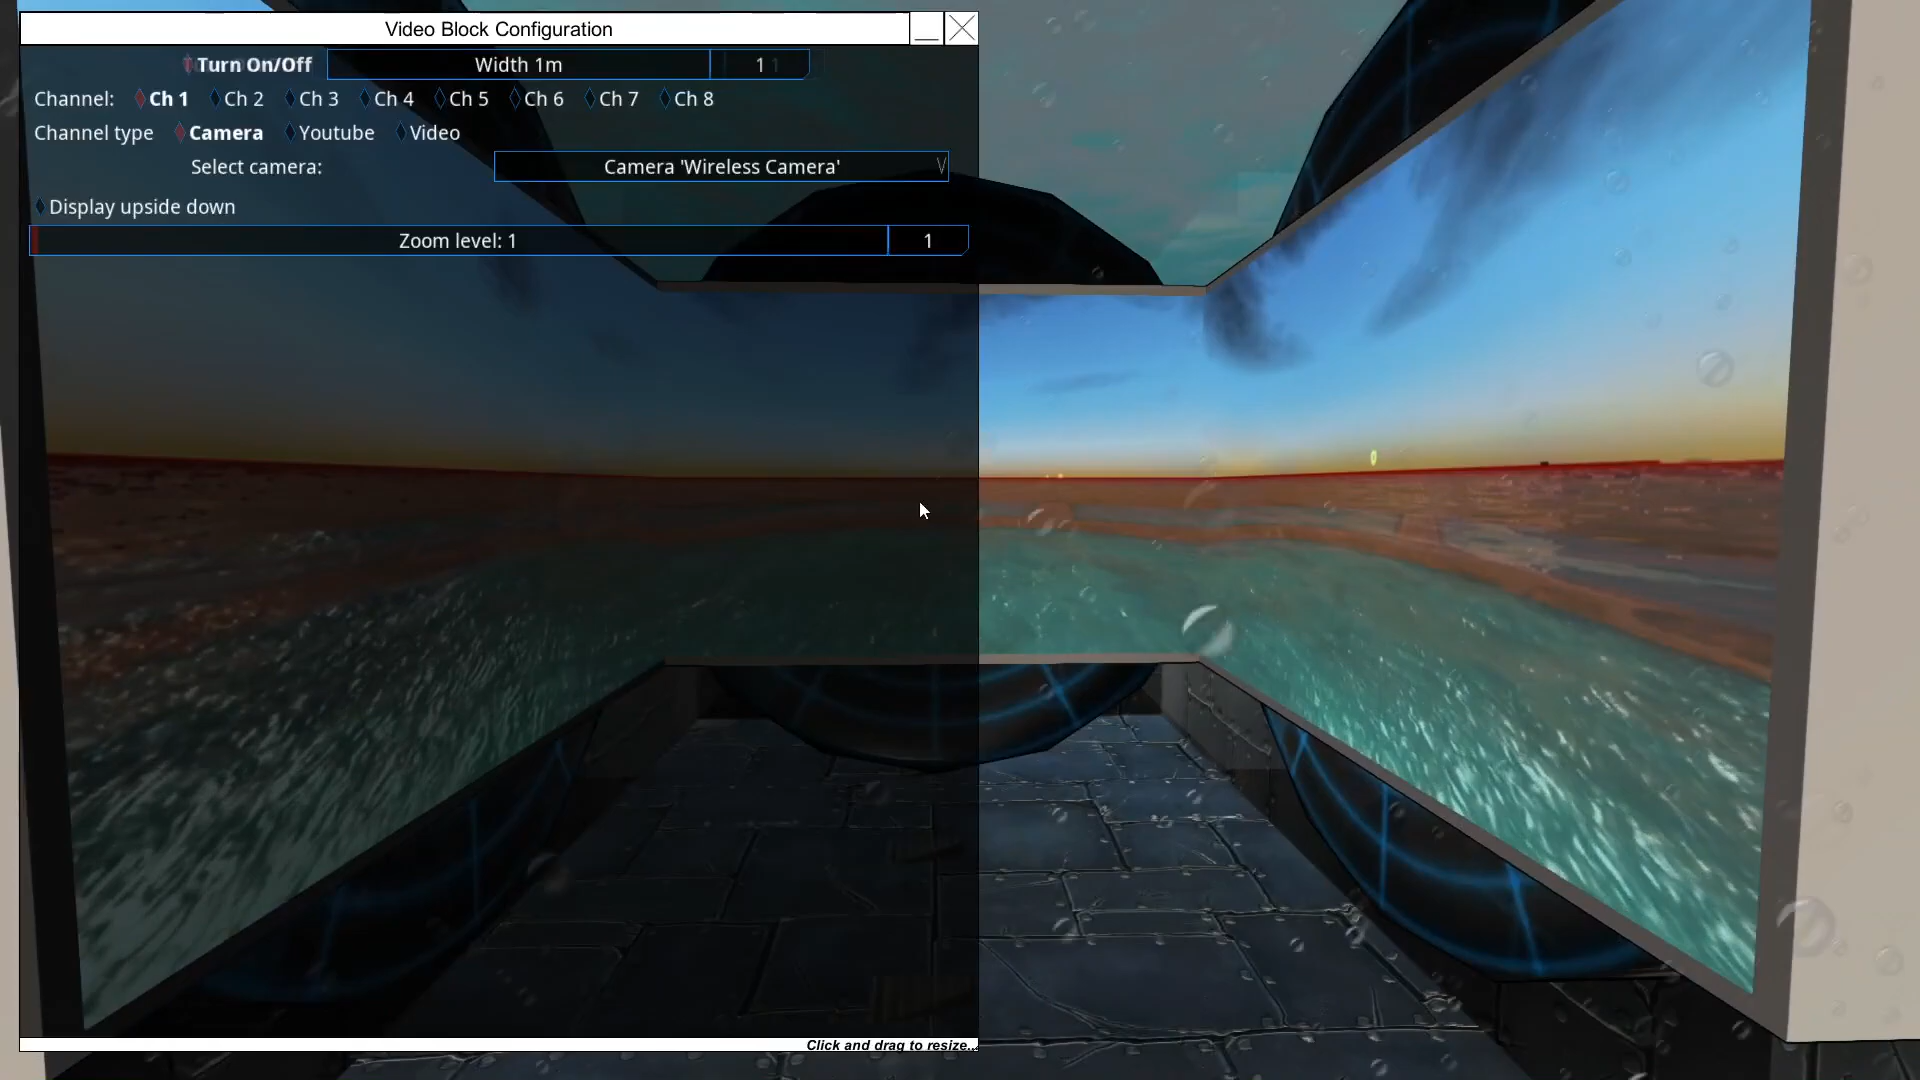 Video Block Configuration
Turn On/Off Width 1m 1
Channel: Ch 1 Ch 2 Ch 3 Ch 4 Ch 5 Ch 6 Ch 7 Ch 8
Channel type Camera Youtube Video
Select camera: Camera 'Wireless Camera' V
Display upside down
Zoom level: 1 1
Click and drag to resize...